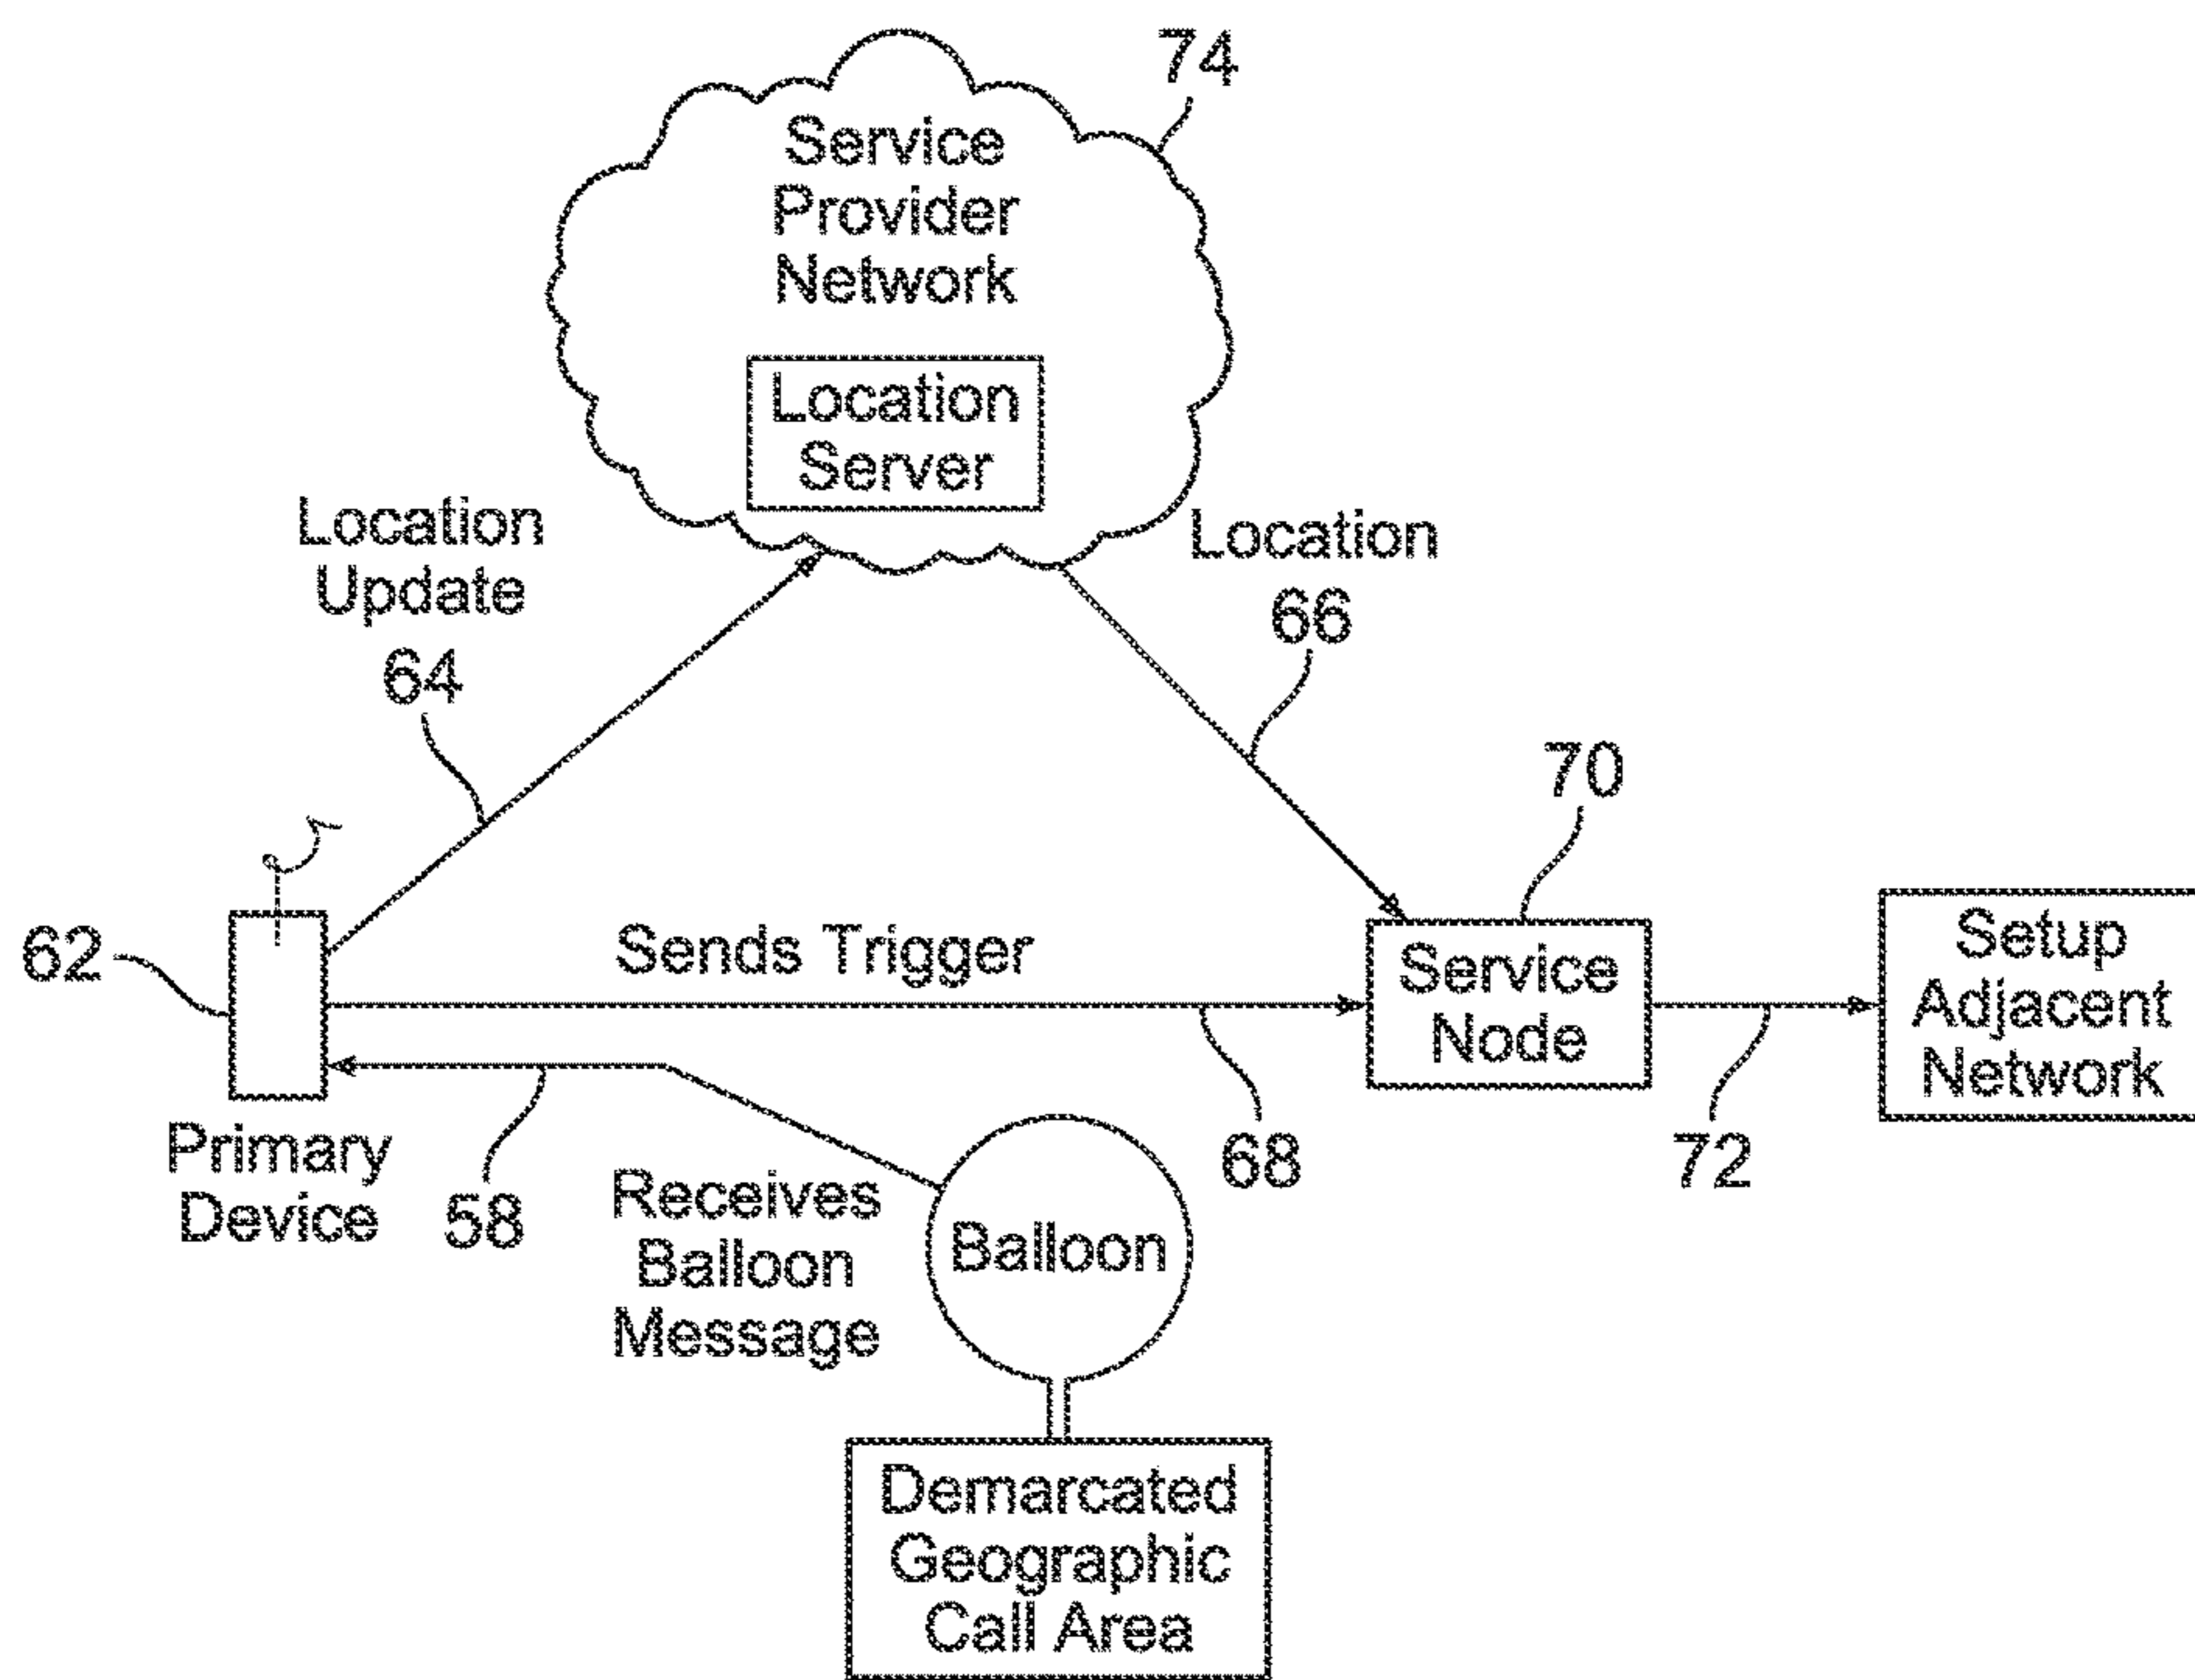 74
Service
Provider
Network
Location
Server
Location
Update
64
Location
66
70
62
Sends Trigger
Service
Node
Setup
Adjacent
Network
Primary
Device
58
Receives
Balloon
Message
Balloon
68
72
Demarcated
Geographic
Call Area